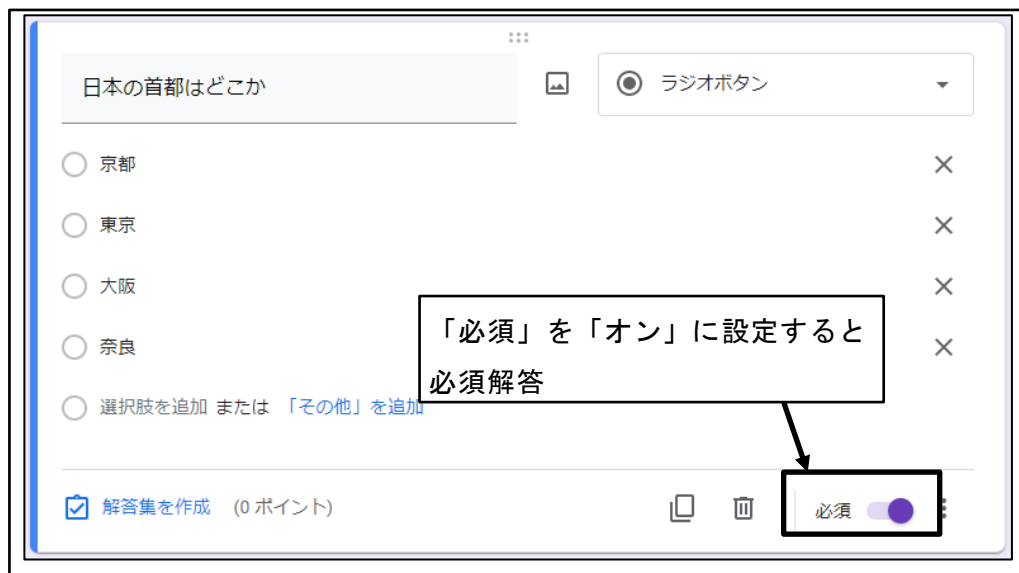 日本の首都はどこか
ラジオボタン
京都
東京
大阪
奈良
「必須」を「オン」に設定すると
必須解答
選択肢を追加 または 「その他」を追加
解答集を作成 (0 ポイント)
必須